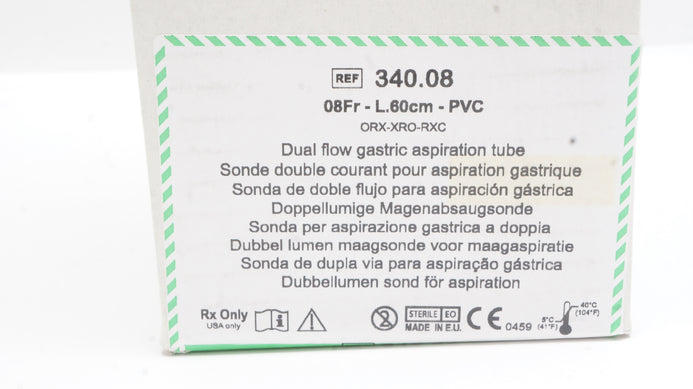 REF 340.08
08Fr - L.60cm - PVC
ORX-XRO-RXC
Dual flow gastric aspiration tube
Sonde double courant pour aspiration gastrique
Sonda de doble flujo para aspiración gástrica
Doppellumige Magenabsaugsonde
Sonda per aspirazione gastrica a doppia
Dubbel lumen maagsonde voor maagaspiratie
Sonda de dupla via para aspiração gástrica
Dubbellumen sond för aspiration
Rx Only
USA only
2
STERILE EO
MADE IN E.U.
CE 0459
5°C
(41°F)
40°C
(104°F)